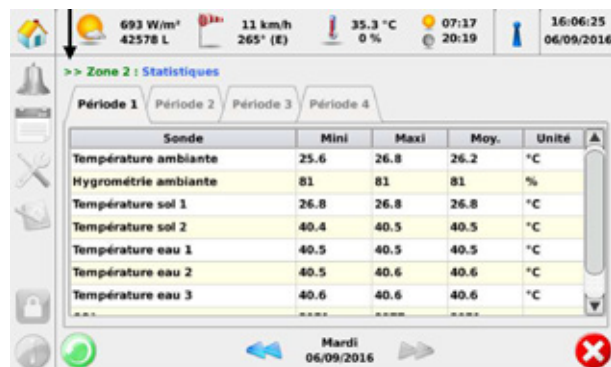 693 W/m² 11 km/h 35.3 °C 07:17 16:06:25
42578 L 265° (E) 0 % 20:19 06/09/2016
>> Zone 2 : Statistiques
Période 1 Période 2 Période 3 Période 4
Sonde Mini Maxi Moy. Unité
Température ambiante 25.6 26.8 26.2 °C
Hygrométrie ambiante 81 81 81 %
Température sol 1 26.8 26.8 26.8 °C
Température sol 2 40.4 40.5 40.5 °C
Température eau 1 40.5 40.5 40.5 °C
Température eau 2 40.5 40.6 40.6 °C
Température eau 3 40.6 40.6 40.6 °C
Mardi
06/09/2016